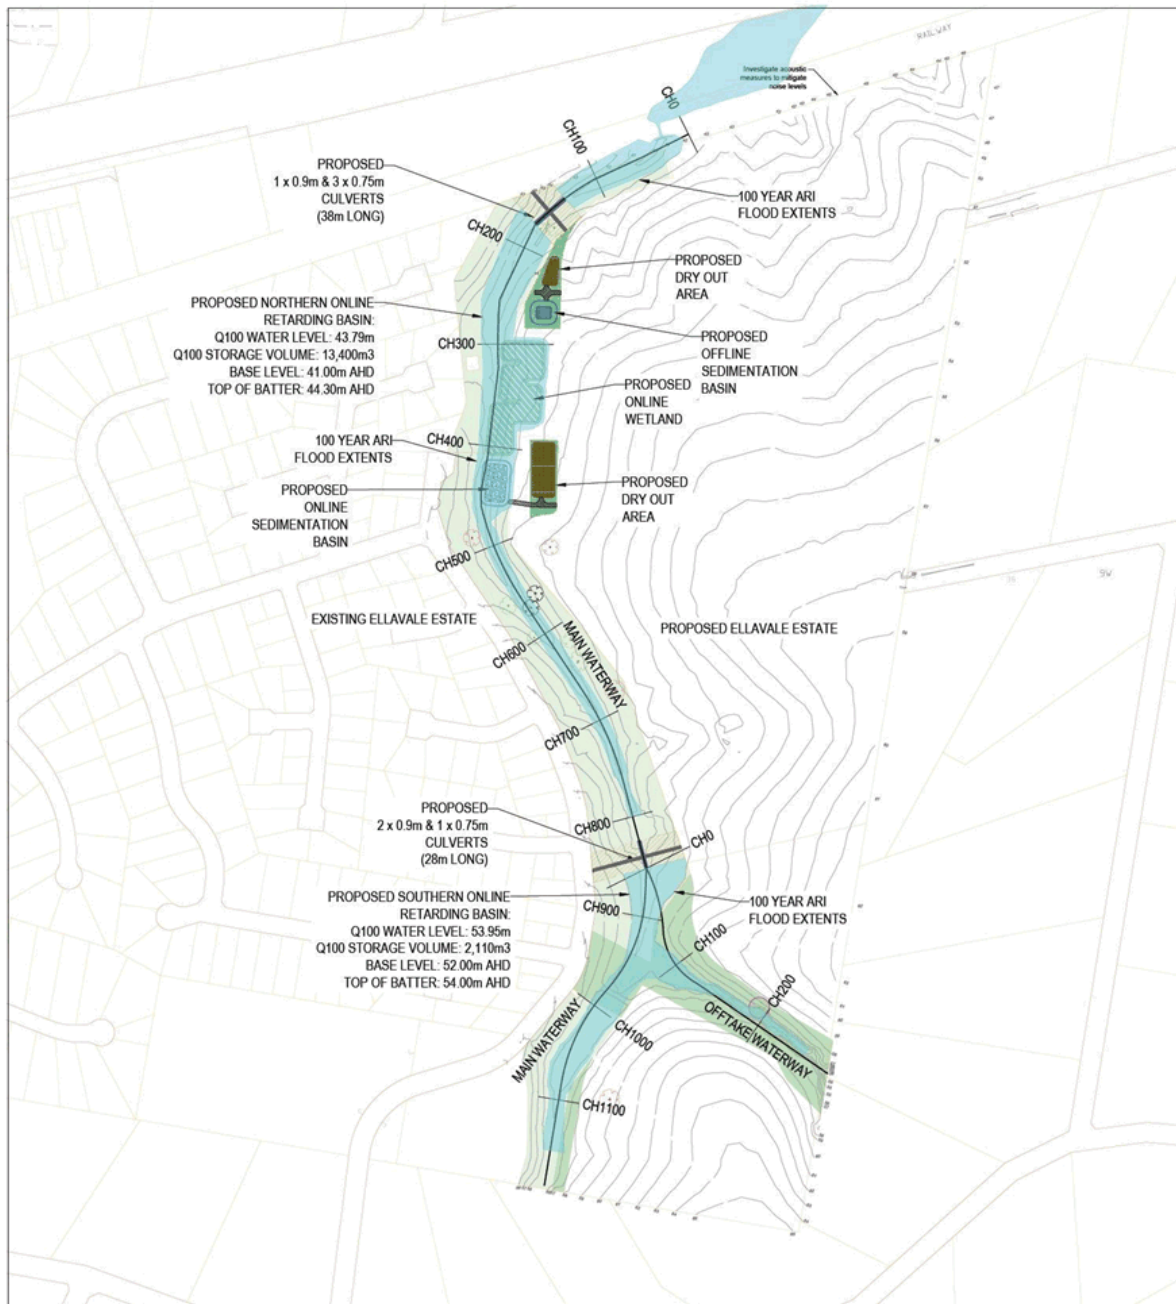 RAILWAY
Investigate acoustic
measures to mitigate
noise levels
CH0
CH100
PROPOSED
1 x 0.9m & 3 x 0.75m
CULVERTS
(38m LONG)
100 YEAR ARI
FLOOD EXTENTS
CH200
PROPOSED
DRY OUT
AREA
PROPOSED NORTHERN ONLINE
RETARDING BASIN:
Q100 WATER LEVEL: 43.79m
Q100 STORAGE VOLUME: 13,400m3
BASE LEVEL: 41.00m AHD
TOP OF BATTER: 44.30m AHD
CH300
PROPOSED
OFFLINE
SEDIMENTATION
BASIN
PROPOSED
ONLINE
WETLAND
100 YEAR ARI
FLOOD EXTENTS
CH400
PROPOSED
ONLINE
SEDIMENTATION
BASIN
PROPOSED
DRY OUT
AREA
CH500
EXISTING ELLAVALE ESTATE
PROPOSED ELLAVALE ESTATE
CH600
MAIN WATERWAY
CH700
PROPOSED
2 x 0.9m & 1 x 0.75m
CULVERTS
(28m LONG)
CH800
CH0
PROPOSED SOUTHERN ONLINE
RETARDING BASIN:
Q100 WATER LEVEL: 53.95m
Q100 STORAGE VOLUME: 2,110m3
BASE LEVEL: 52.00m AHD
TOP OF BATTER: 54.00m AHD
CH900
100 YEAR ARI
FLOOD EXTENTS
CH100
CH200
OFFTAKE WATERWAY
MAIN WATERWAY
CH1000
CH1100